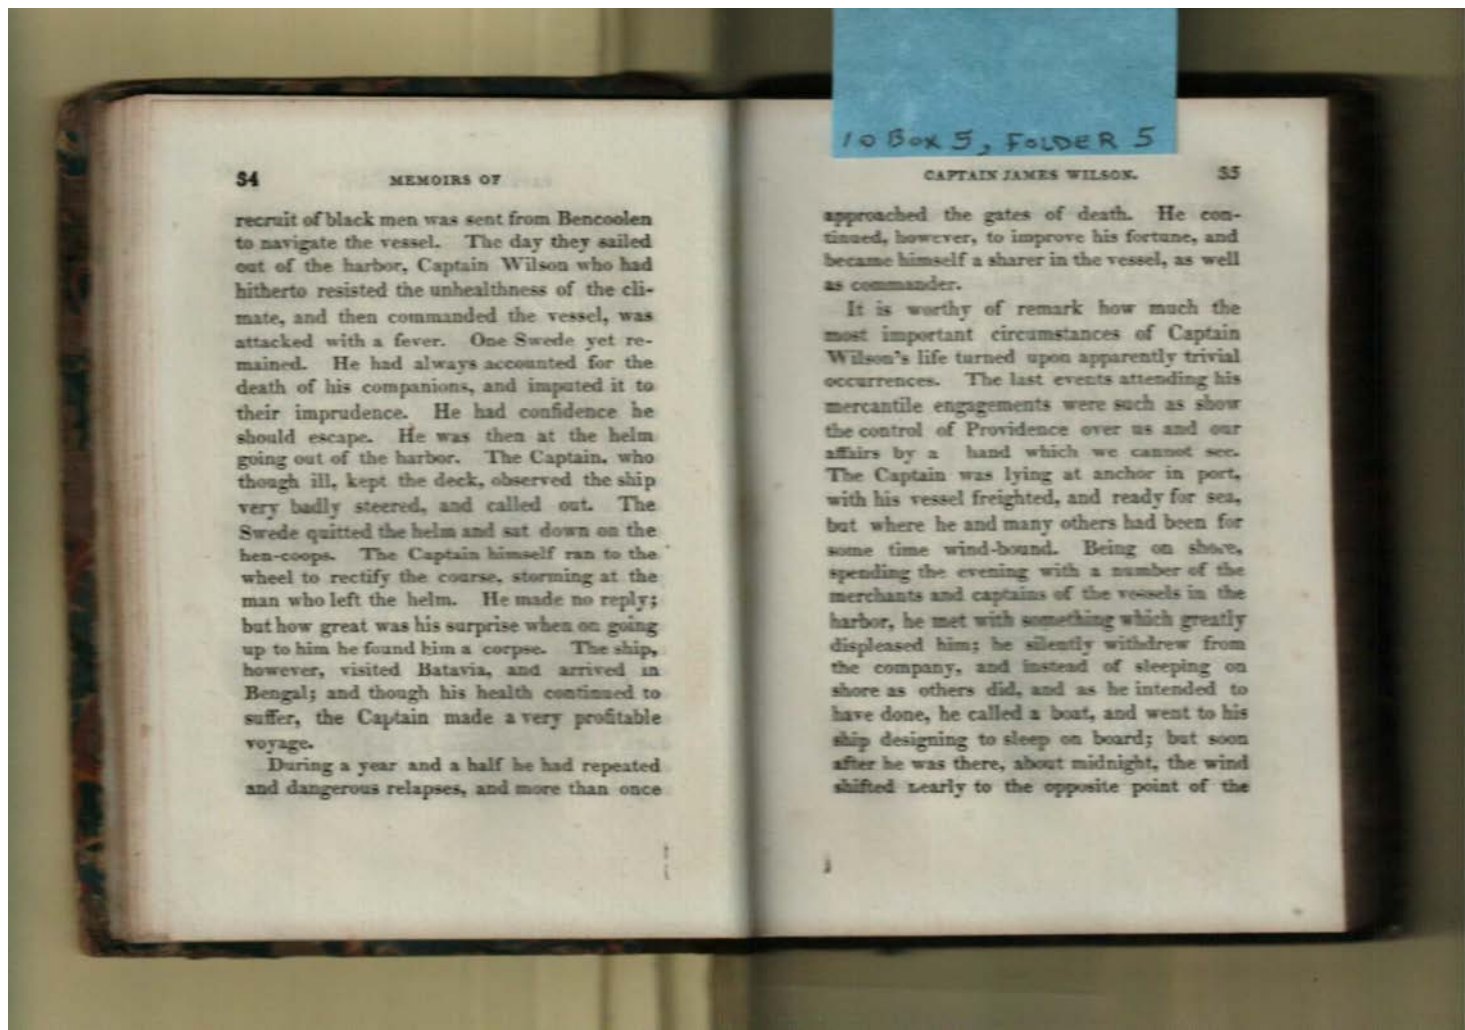 10 Box 5, FOLDER 5
34 MEMOIRS OF
recruit of black men was sent from Bencoolen
to navigate the vessel. The day they sailed
out of the harbor, Captain Wilson who had
hitherto resisted the unhealthness of the cli-
mate, and then commanded the vessel, was
attacked with a fever. One Swede yet re-
mained. He had always accounted for the
death of his companions, and imputed it to
their imprudence. He had confidence he
should escape. He was then at the helm
going out of the harbor. The Captain, who
though ill, kept the deck, observed the ship
very badly steered, and called out. The
Swede quitted the helm and sat down on the
hen-coops. The Captain himself ran to the
wheel to rectify the course, storming at the
man who left the helm. He made no reply;
but how great was his surprise when on going
up to him he found him a corpse. The ship,
however, visited Batavia, and arrived in
Bengal; and though his health continued to
suffer, the Captain made a very profitable
voyage.
During a year and a half he had repeated
and dangerous relapses, and more than once
CAPTAIN JAMES WILSON. 35
approached the gates of death. He con-
tinued, however, to improve his fortune, and
became himself a sharer in the vessel, as well
as commander.
It is worthy of remark how much the
most important circumstances of Captain
Wilson's life turned upon apparently trivial
occurrences. The last events attending his
mercantile engagements were such as show
the control of Providence over us and our
affairs by a hand which we cannot see.
The Captain was lying at anchor in port,
with his vessel freighted, and ready for sea,
but where he and many others had been for
some time wind-bound. Being on shore,
spending the evening with a number of the
merchants and captains of the vessels in the
harbor, he met with something which greatly
displeased him; he silently withdrew from
the company, and instead of sleeping on
shore as others did, and as he intended to
have done, he called a boat, and went to his
ship designing to sleep on board; but soon
after he was there, about midnight, the wind
shifted nearly to the opposite point of the